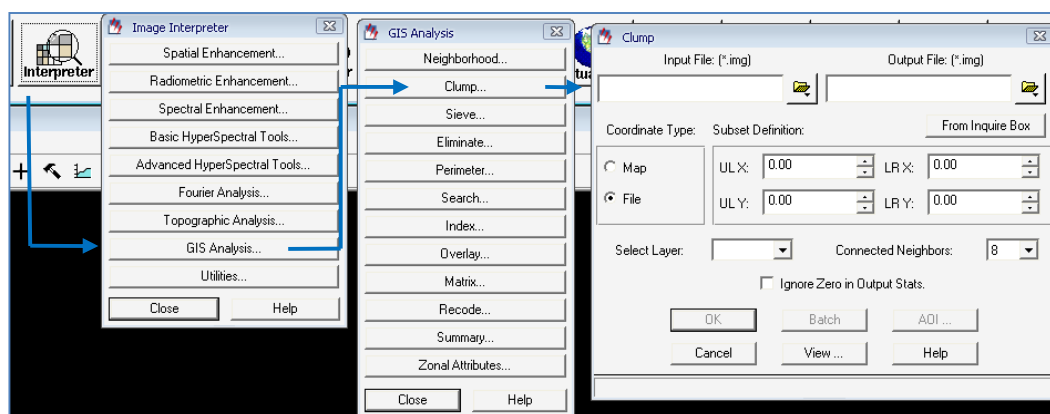 Interpreter
Image Interpreter
Spatial Enhancement...
Radiometric Enhancement...
Spectral Enhancement...
Basic HyperSpectral Tools...
Advanced HyperSpectral Tools...
Fourier Analysis...
Topographic Analysis...
GIS Analysis...
Utilities...
Close Help
GIS Analysis
Neighborhood...
Clump...
Sieve...
Eliminate...
Perimeter...
Search...
Index...
Overlay...
Matrix...
Recode...
Summary...
Zonal Attributes...
Close Help
Clump
Input File: (*.img) Output File: (*.img)
Coordinate Type: Subset Definition: From Inquire Box
Map UL X: 0.00 LR X: 0.00
File UL Y: 0.00 LR Y: 0.00
Select Layer: Connected Neighbors: 8
Ignore Zero in Output Stats.
OK Batch AOI ...
Cancel View ... Help